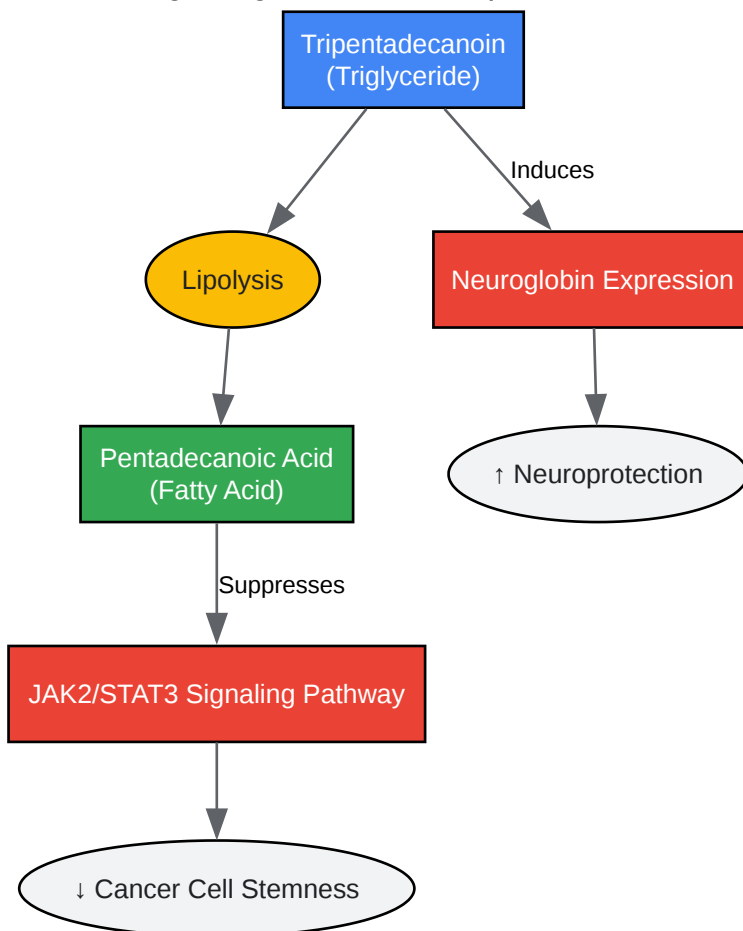 Tripentadecanoin
(Triglyceride)
Induces
Lipolysis
Neuroglobin Expression
Pentadecanoic Acid
(Fatty Acid)
↑ Neuroprotection
Suppresses
JAK2/STAT3 Signaling Pathway
↓ Cancer Cell Stemness